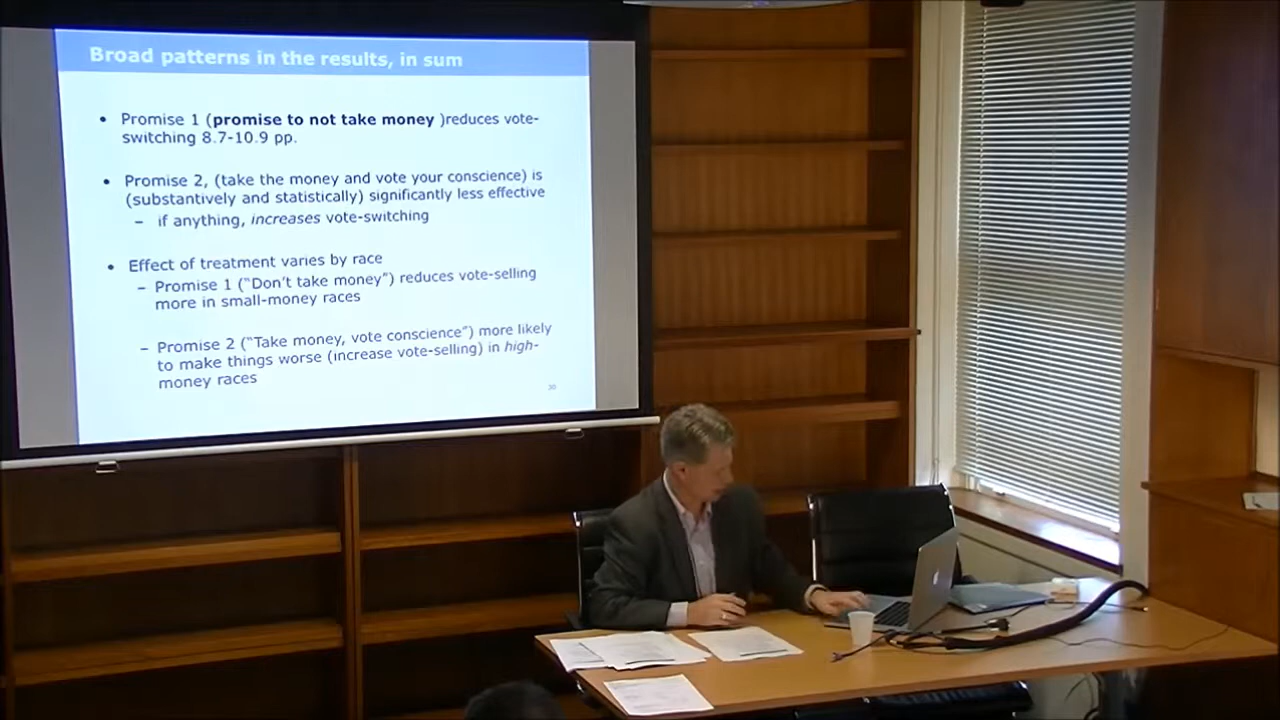 Broad patterns in the results, in sum
• Promise 1 (promise to not take money )reduces vote-
switching 8.7-10.9 pp.
• Promise 2, (take the money and vote your conscience) is
(substantively and statistically) significantly less effective
– if anything, increases vote-switching
• Effect of treatment varies by race
– Promise 1 (“Don’t take money”) reduces vote-selling
more in small-money races
– Promise 2 (“Take money, vote conscience”) more likely
to make things worse (increase vote-selling) in high-
money races
30